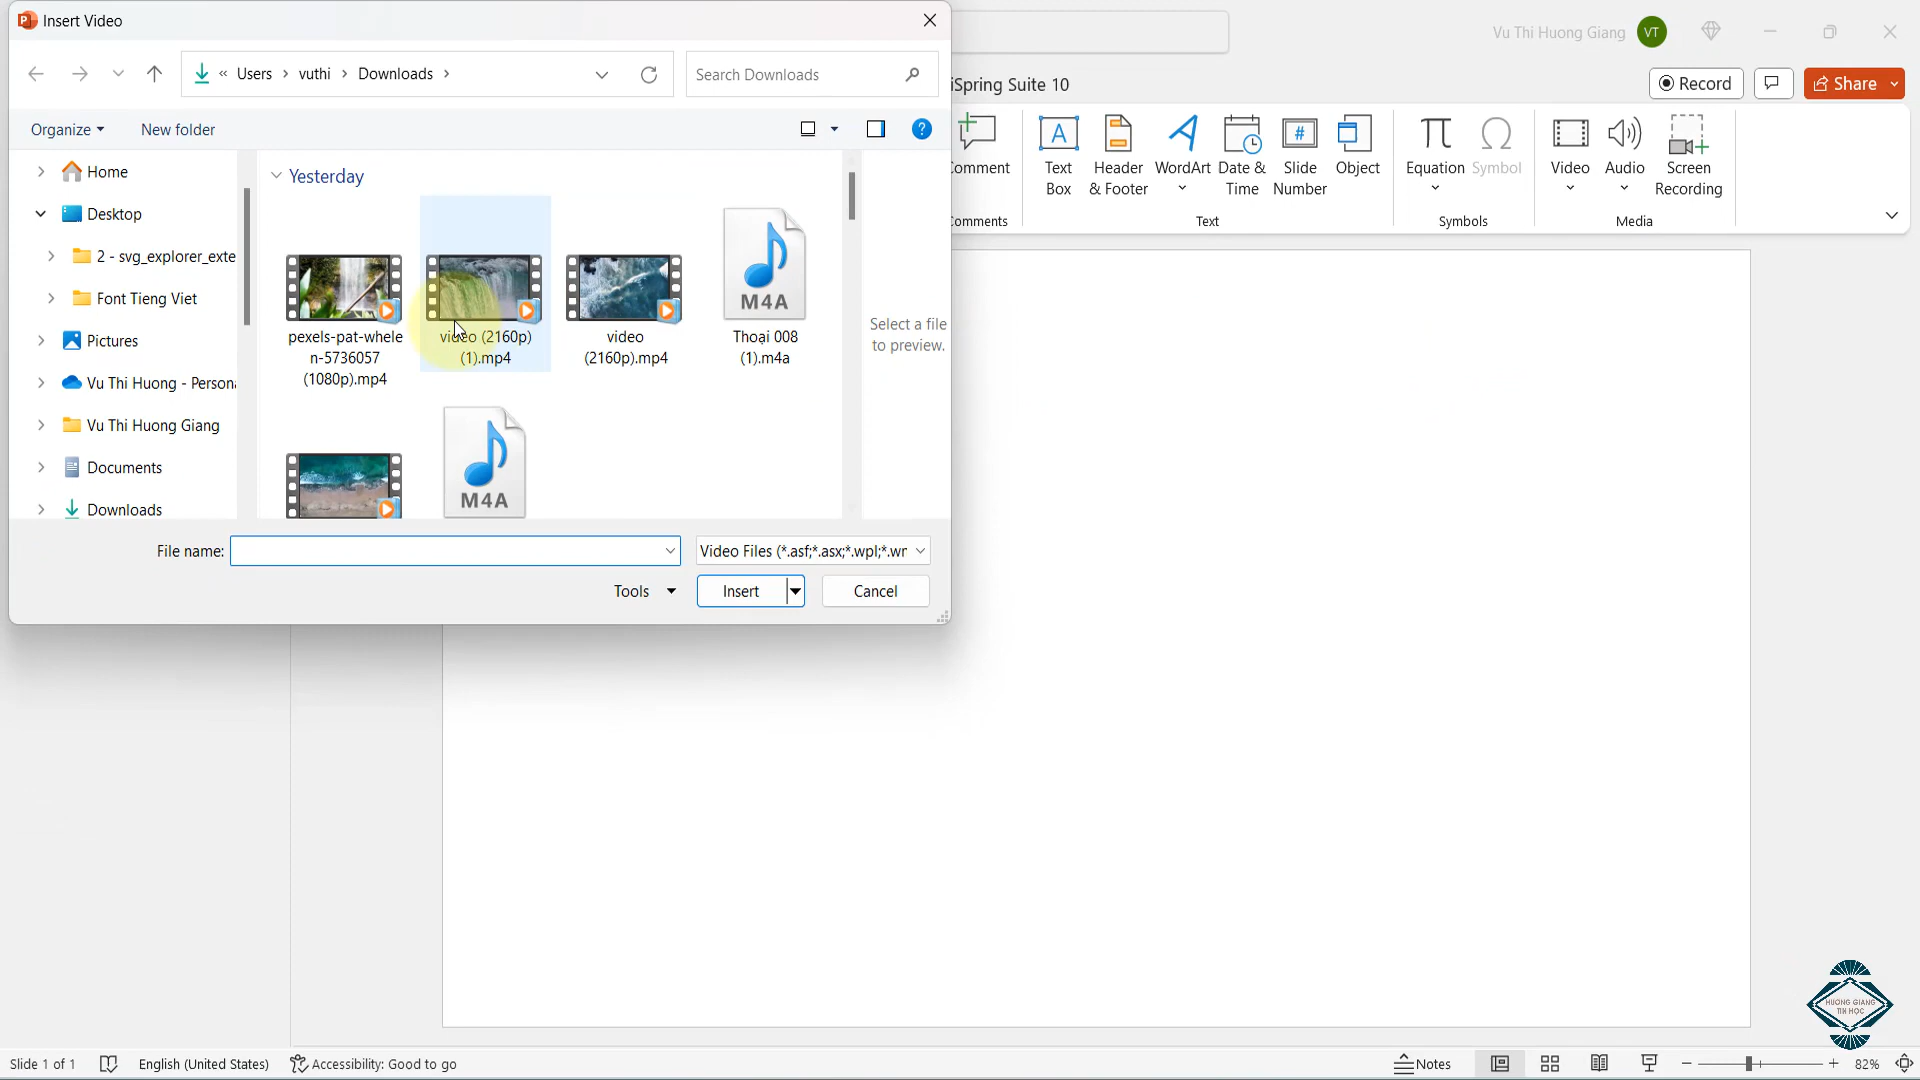 Insert Video
Vu Thi Huong Giang VT
« Users > vuthi > Downloads >
Search Downloads
iSpring Suite 10
Record
Share
Organize
New folder
Comment
Text Box
Header & Footer
WordArt
Date & Time
Slide Number
Object
Equation
Symbol
Video
Audio
Screen Recording
Comments
Text
Symbols
Media
Home
Desktop
2 - svg_explorer_exte
Font Tieng Viet
Pictures
Vu Thi Huong - Persona
Vu Thi Huong Giang
Documents
Downloads
Yesterday
pexels-pat-whele
n-5736057
(1080p).mp4
video (2160p)
(1).mp4
video
(2160p).mp4
M4A
Thoại 008
(1).m4a
M4A
Select a file
to preview.
File name:
Video Files (*.asf;*.asx;*.wpl;*.wr
Tools
Insert
Cancel
HƯƠNG GIANG
TIN HỌC
Slide 1 of 1
English (United States)
Accessibility: Good to go
Notes
82%